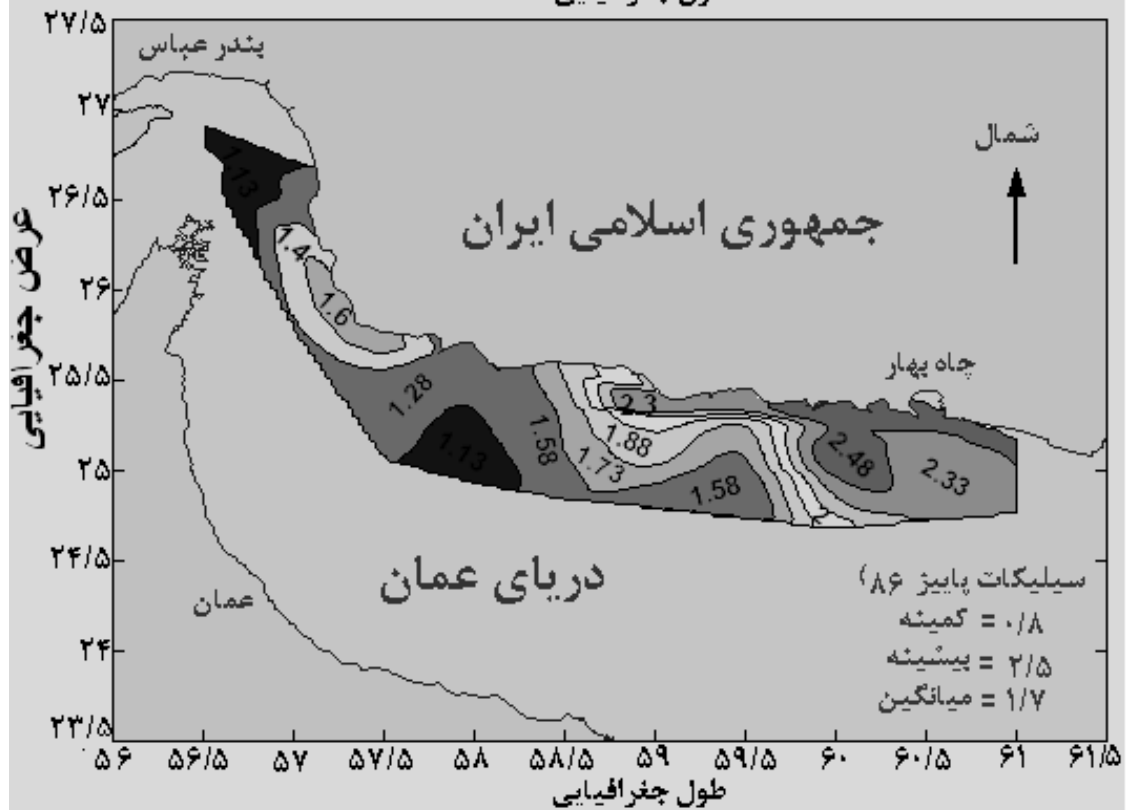 طول جغرافیایی
۲۷/۵
بندر عباس
۲۷
شمال
1.13
۲۶/۵
جمهوری اسلامی ایران
1.4
۲۶
1.6
عرض جغرافیایی
چاه بهار
۲۵/۵
1.28
2.3
1.88
1.58
1.13
1.73
2.48
2.33
۲۵
1.58
۲۴/۵
دریای عمان
سیلیکات پاییز ۸۶)
عمان
کمینه = ۰/۸
۲۴
بیشینه = ۲/۵
میانگین = ۱/۷
۲۳/۵
۵۶ ۵۶/۵ ۵۷ ۵۷/۵ ۵۸ ۵۸/۵ ۵۹ ۵۹/۵ ۶۰ ۶۰/۵ ۶۱ ۶۱/۵
طول جغرافیایی